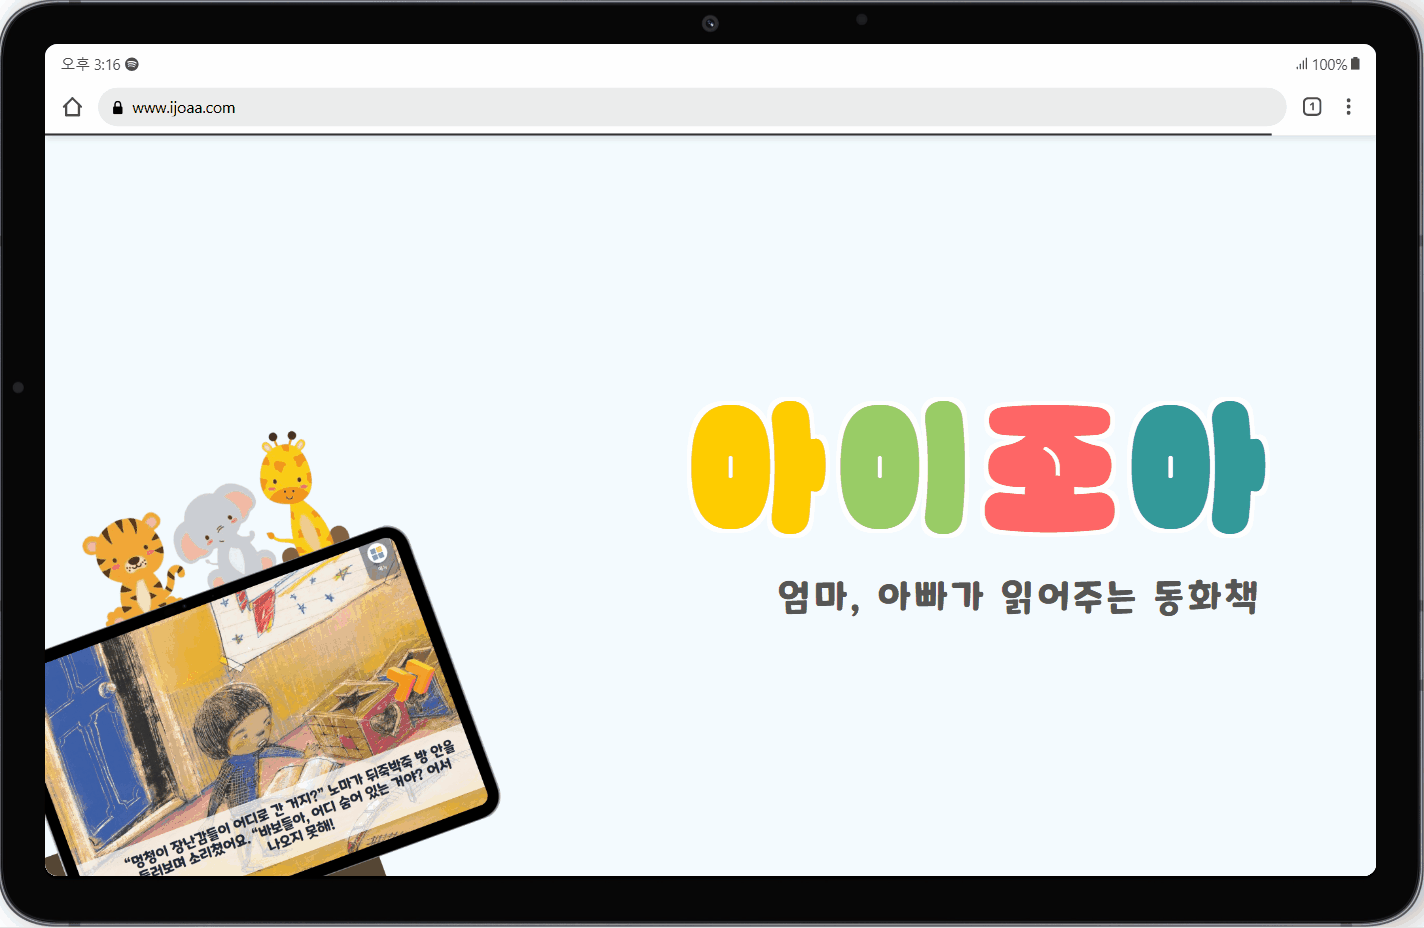 오후 3:16
100%
www.ijoaa.com
1
아이조아
엄마, 아빠가 읽어주는 동화책
“멍청이 장난감들이 어디로 간 거지?” 노마가 뒤죽박죽 방 안을
둘러보며 소리쳤어요. “바보들아, 어디 숨어 있는 거야? 어서
나오지 못해!